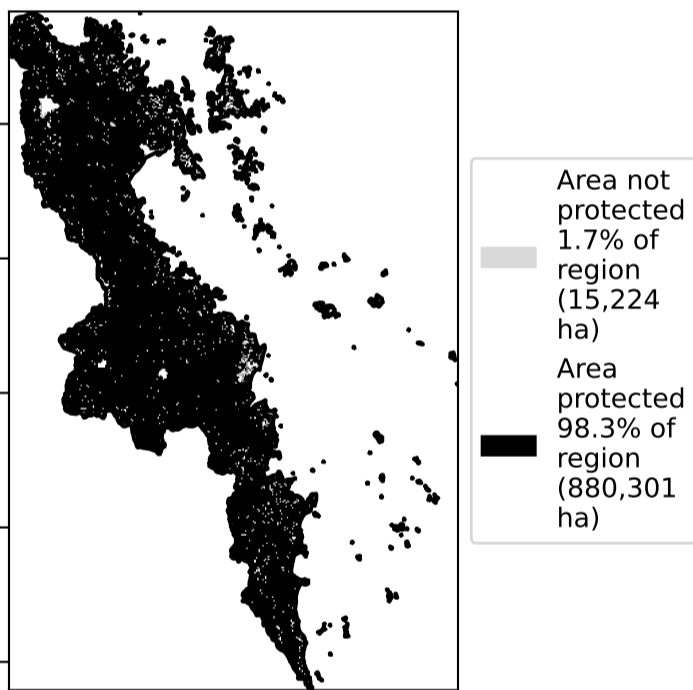 Area not
protected
1.7% of
region
(15,224
ha)
Area
protected
98.3% of
region
(880,301
ha)